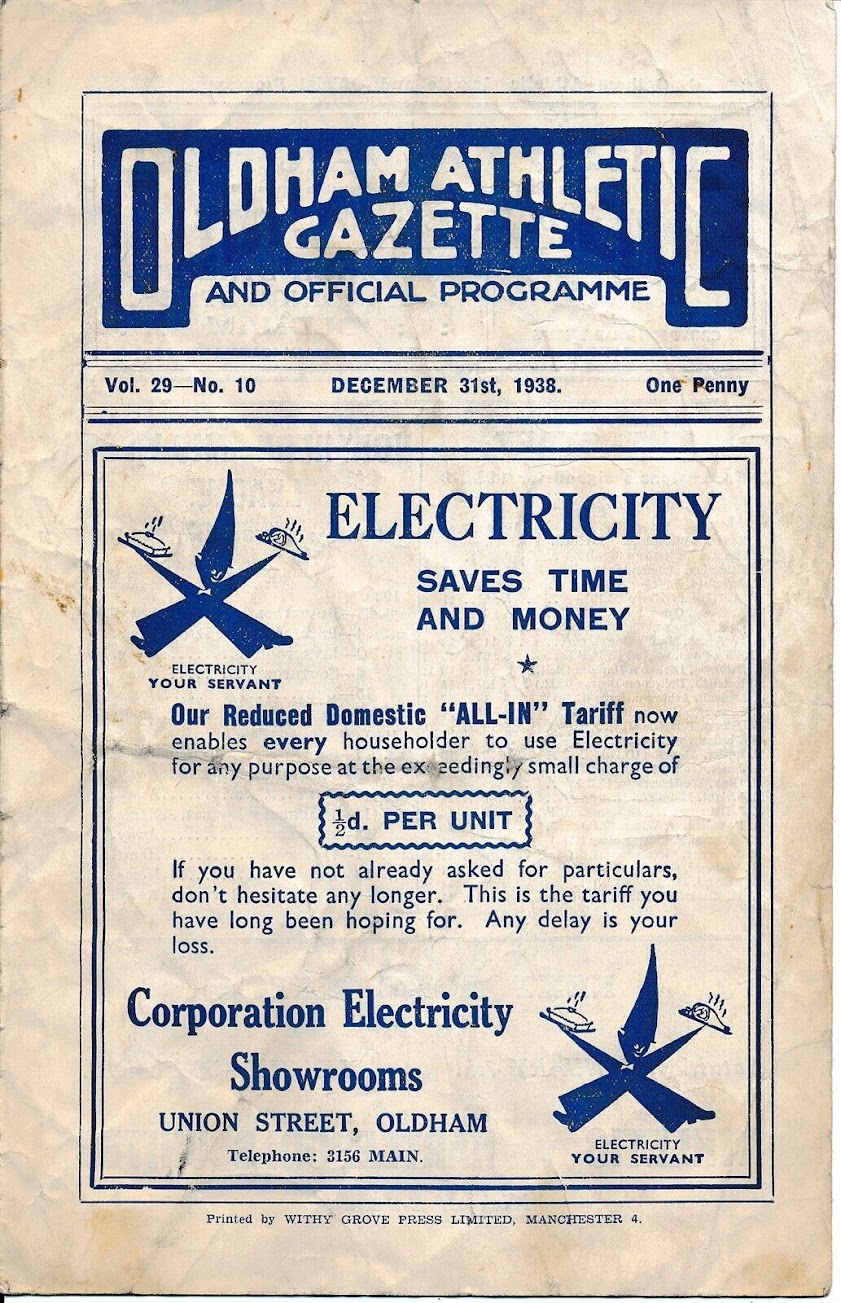 OLDHAM ATHLETIC
GAZETTE
AND OFFICIAL PROGRAMME
Vol. 29—No. 10 DECEMBER 31st, 1938. One Penny
ELECTRICITY
SAVES TIME
AND MONEY
ELECTRICITY
YOUR SERVANT
Our Reduced Domestic "ALL-IN" Tariff now
enables every householder to use Electricity
for any purpose at the exceedingly small charge of
½d. PER UNIT
If you have not already asked for particulars,
don't hesitate any longer. This is the tariff you
have long been hoping for. Any delay is your
loss.
Corporation Electricity
Showrooms
UNION STREET, OLDHAM
Telephone: 3156 MAIN.
ELECTRICITY
YOUR SERVANT
Printed by WITHY GROVE PRESS LIMITED, MANCHESTER 4.